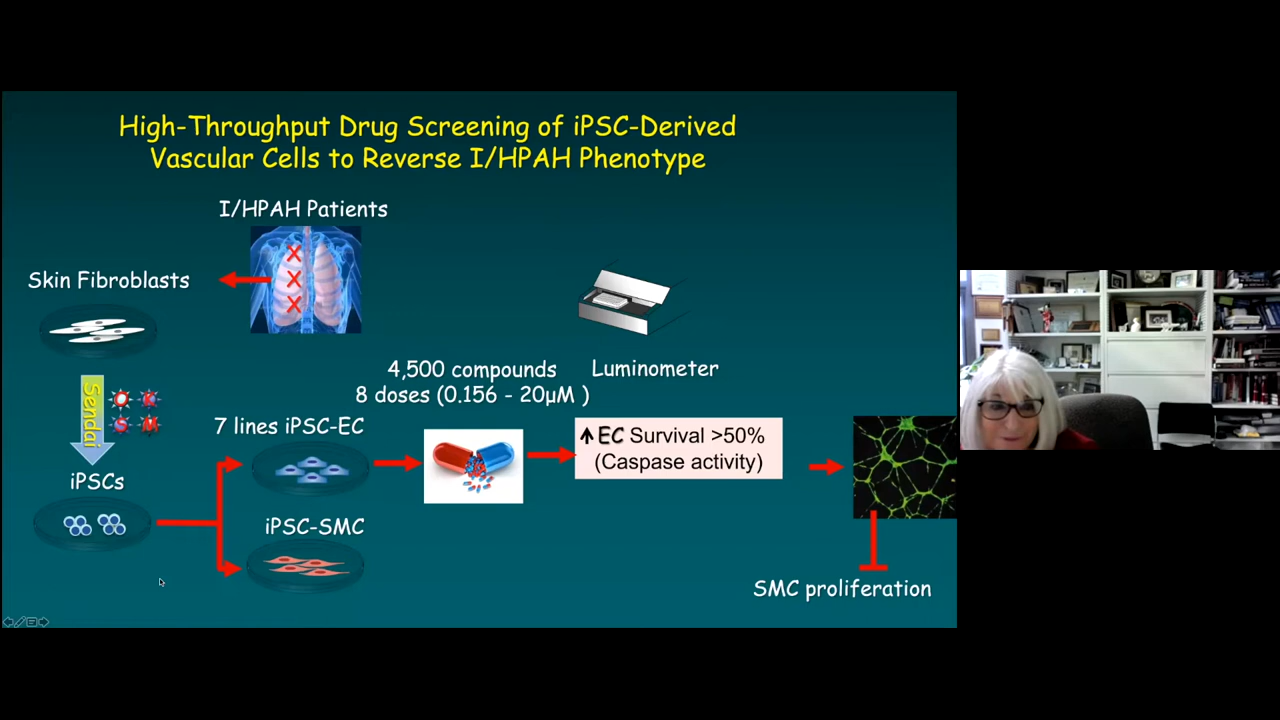 High-Throughput Drug Screening of iPSC-Derived
Vascular Cells to Reverse I/HPAH Phenotype
I/HPAH Patients
X
X
X
Skin Fibroblasts
Sendai
4,500 compounds
8 doses (0.156 - 20µM )
Luminometer
7 lines iPSC-EC
EC Survival >50%
(Caspase activity)
iPSCs
iPSC-SMC
SMC proliferation